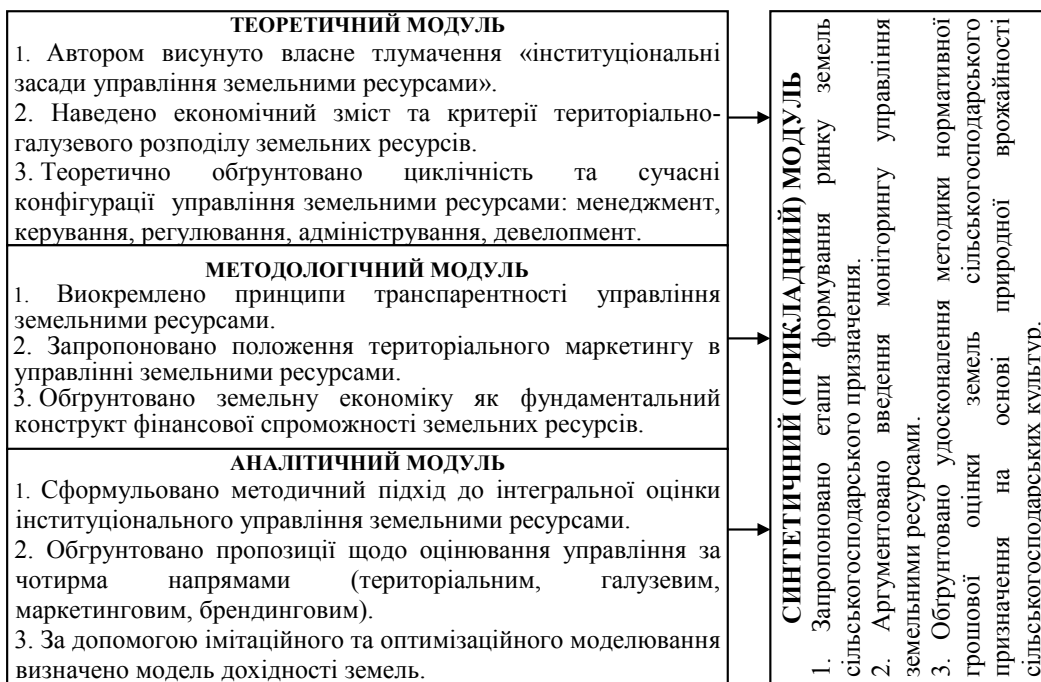 ТЕОРЕТИЧНИЙ МОДУЛЬ
1. Автором висунуто власне тлумачення «інституціональні
засади управління земельними ресурсами».
2. Наведено економічний зміст та критерії територіально-
галузевого розподілу земельних ресурсів.
3. Теоретично обґрунтовано циклічність та сучасні
конфігурації управління земельними ресурсами: менеджмент,
керування, регулювання, адміністрування, девелопмент.
МЕТОДОЛОГІЧНИЙ МОДУЛЬ
1. Виокремлено принципи транспарентності управління
земельними ресурсами.
2. Запропоновано положення територіального маркетингу в
управлінні земельними ресурсами.
3. Обґрунтовано земельну економіку як фундаментальний
конструкт фінансової спроможності земельних ресурсів.
АНАЛІТИЧНИЙ МОДУЛЬ
1. Сформульовано методичний підхід до інтегральної оцінки
інституціонального управління земельними ресурсами.
2. Обгрунтовано пропозиції щодо оцінювання управління за
чотирма напрямами (територіальним, галузевим,
маркетинговим, брендинговим).
3. За допомогою імітаційного та оптимізаційного моделювання
визначено модель дохідності земель.
СИНТЕТИЧНИЙ (ПРИКЛАДНИЙ) МОДУЛЬ
1. Запропоновано етапи формування ринку земель
сільськогосподарського призначення.
2. Аргументовано введення моніторингу управління
земельними ресурсами.
3. Обґрунтовано удосконалення методики нормативної
грошової оцінки земель сільськогосподарського
призначення на основі природної врожайності
сільськогосподарських культур.